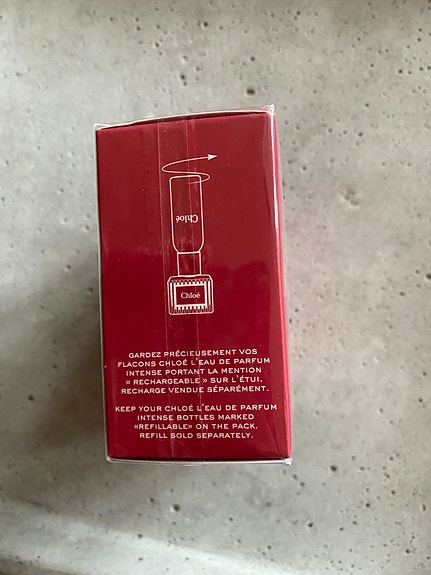 Chloé
Chloé
GARDEZ PRÉCIEUSEMENT VOS
FLACONS CHLOÉ L'EAU DE PARFUM
INTENSE PORTANT LA MENTION
« RECHARGEABLE » SUR L'ÉTUI.
RECHARGE VENDUE SÉPARÉMENT.
KEEP YOUR CHLOÉ L'EAU DE PARFUM
INTENSE BOTTLES MARKED
«REFILLABLE» ON THE PACK.
REFILL SOLD SEPARATELY.